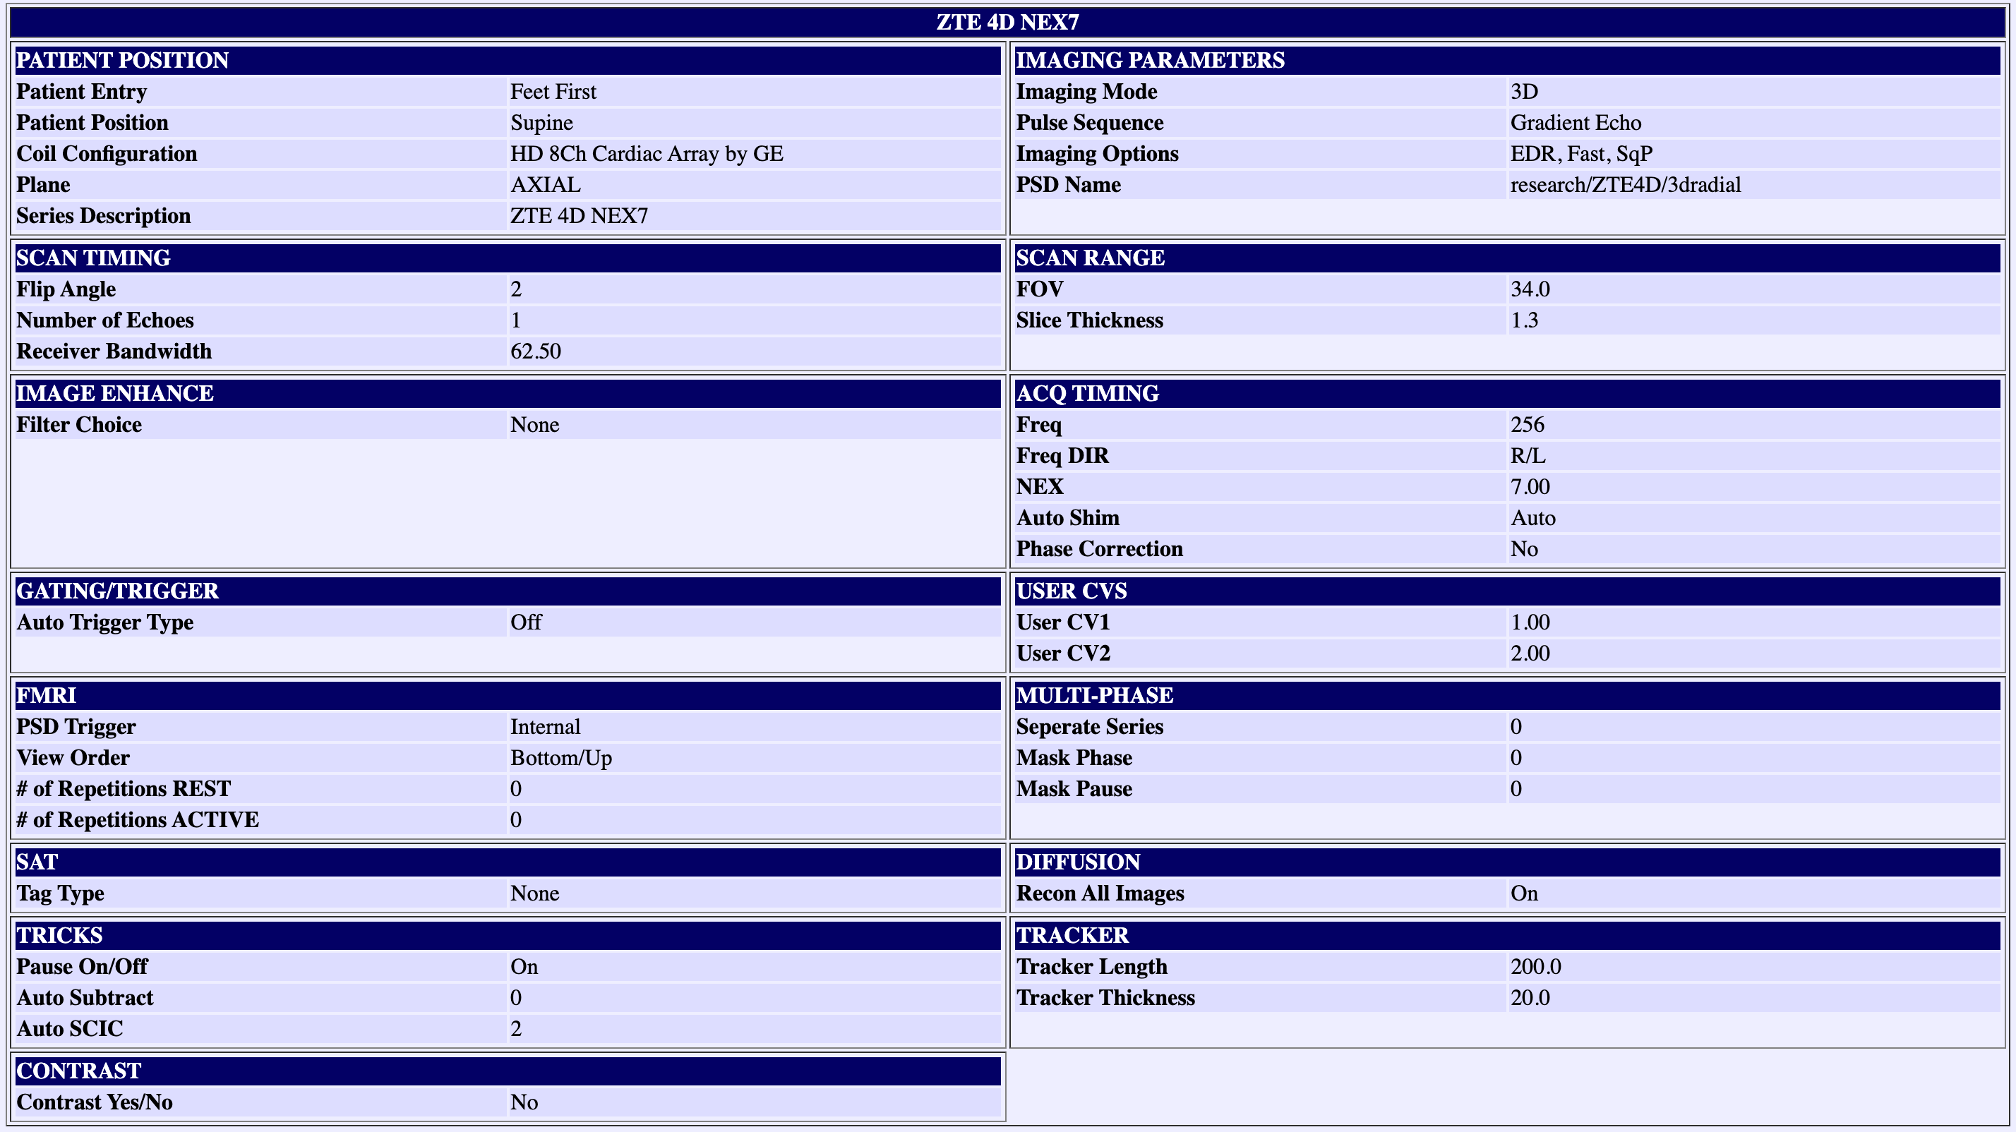 ZTE 4D NEX7
PATIENT POSITION
Patient Entry Feet First
Patient Position Supine
Coil Configuration HD 8Ch Cardiac Array by GE
Plane AXIAL
Series Description ZTE 4D NEX7
IMAGING PARAMETERS
Imaging Mode 3D
Pulse Sequence Gradient Echo
Imaging Options EDR, Fast, SqP
PSD Name research/ZTE4D/3dradial
SCAN TIMING
Flip Angle 2
Number of Echoes 1
Receiver Bandwidth 62.50
SCAN RANGE
FOV 34.0
Slice Thickness 1.3
IMAGE ENHANCE
Filter Choice None
ACQ TIMING
Freq 256
Freq DIR R/L
NEX 7.00
Auto Shim Auto
Phase Correction No
GATING/TRIGGER
Auto Trigger Type Off
USER CVS
User CV1 1.00
User CV2 2.00
FMRI
PSD Trigger Internal
View Order Bottom/Up
# of Repetitions REST 0
# of Repetitions ACTIVE 0
MULTI-PHASE
Seperate Series 0
Mask Phase 0
Mask Pause 0
SAT
Tag Type None
DIFFUSION
Recon All Images On
TRICKS
Pause On/Off On
Auto Subtract 0
Auto SCIC 2
TRACKER
Tracker Length 200.0
Tracker Thickness 20.0
CONTRAST
Contrast Yes/No No